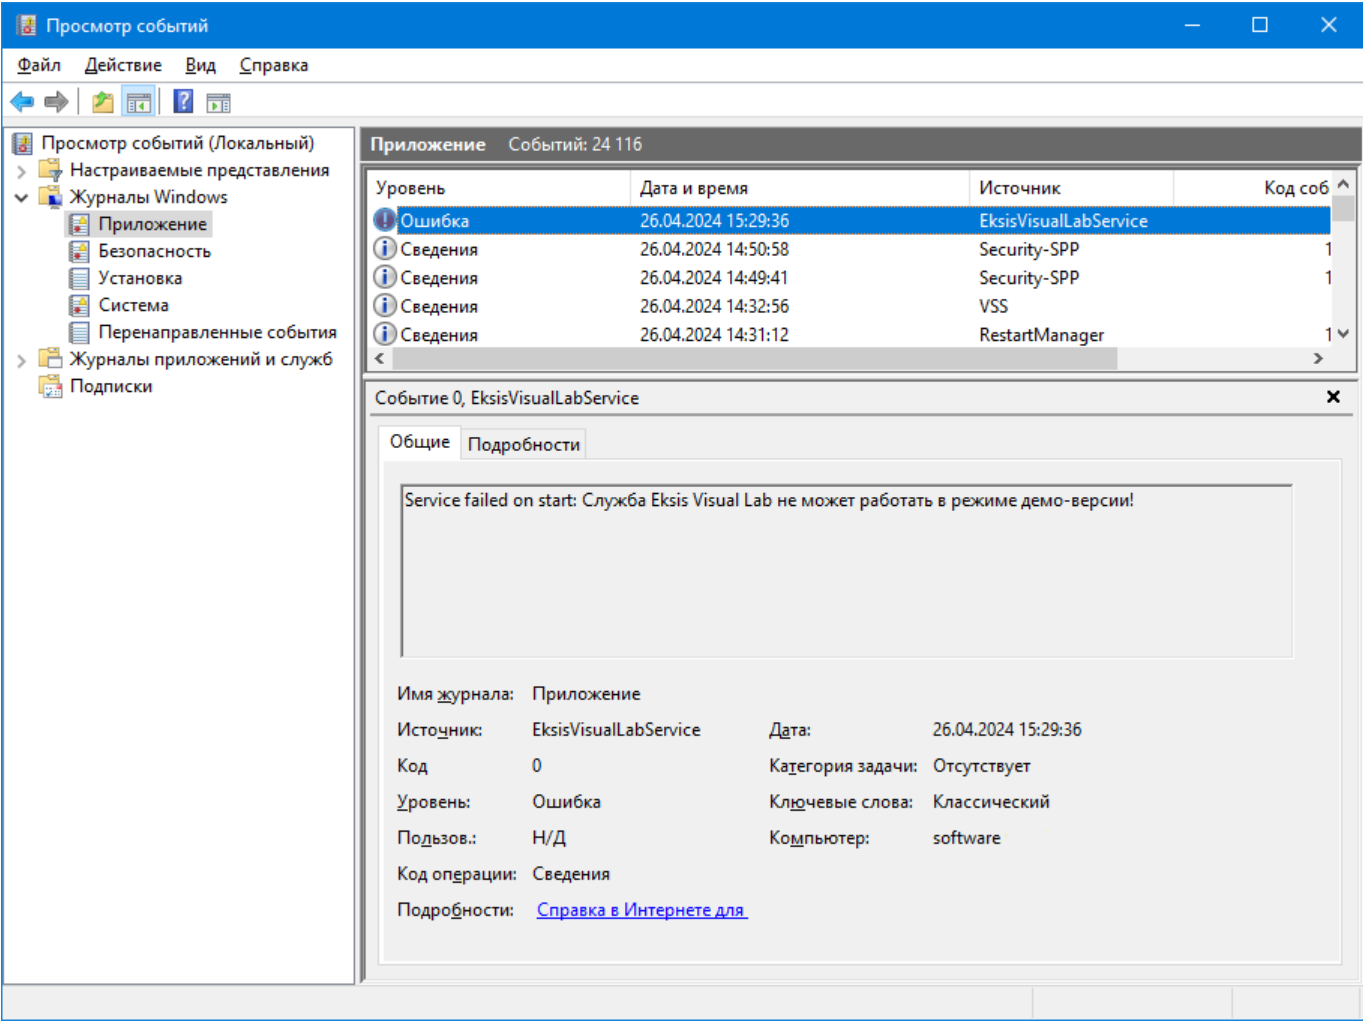 Просмотр событий
Файл Действие Вид Справка
Просмотр событий (Локальный)
Настраиваемые представления
Журналы Windows
Приложение
Безопасность
Установка
Система
Перенаправленные события
Журналы приложений и служб
Подписки
Приложение Событий: 24 116
Уровень Дата и время Источник Код соб
Ошибка 26.04.2024 15:29:36 EksisVisualLabService
Сведения 26.04.2024 14:50:58 Security-SPP 1
Сведения 26.04.2024 14:49:41 Security-SPP 1
Сведения 26.04.2024 14:32:56 VSS
Сведения 26.04.2024 14:31:12 RestartManager 1
Событие 0, EksisVisualLabService
Общие Подробности
Service failed on start: Служба Eksis Visual Lab не может работать в режиме демо-версии!
Имя журнала: Приложение
Источник: EksisVisualLabService Дата: 26.04.2024 15:29:36
Код 0 Категория задачи: Отсутствует
Уровень: Ошибка Ключевые слова: Классический
Пользов.: Н/Д Компьютер: software
Код операции: Сведения
Подробности: Справка в Интернете для